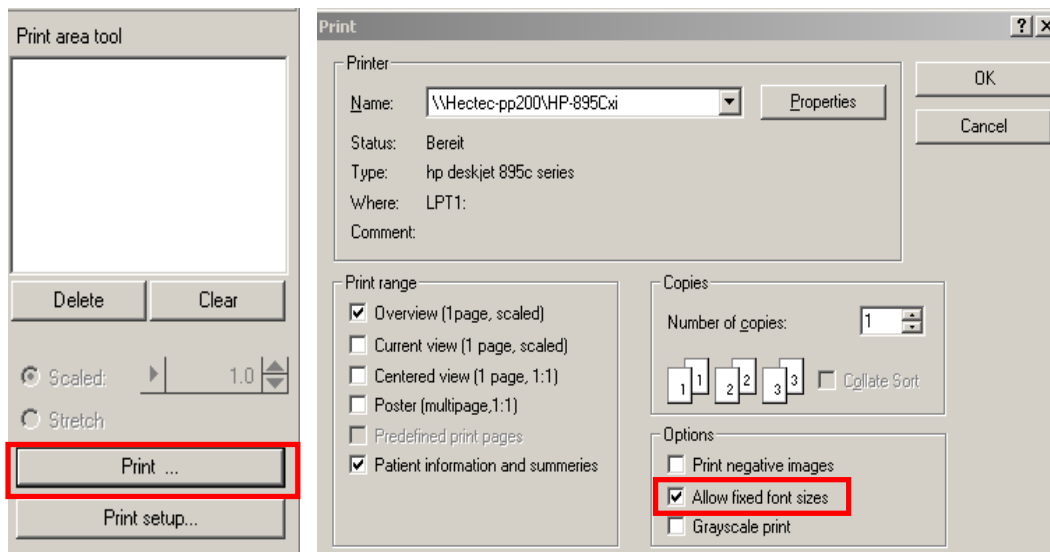 Print area tool
Delete Clear
Scaled: 1.0
Stretch
Print ...
Print setup...
Print
Printer
Name: \\Hectec-pp200\HP-895Cxi Properties
Status: Bereit
Type: hp deskjet 895c series
Where: LPT1:
Comment:
OK
Cancel
Print range
Overview (1page, scaled)
Current view (1 page, scaled)
Centered view (1 page, 1:1)
Poster (multipage,1:1)
Predefined print pages
Patient information and summeries
Copies
Number of copies: 1
1 1 2 2 3 3 Collate Sort
Options
Print negative images
Allow fixed font sizes
Grayscale print